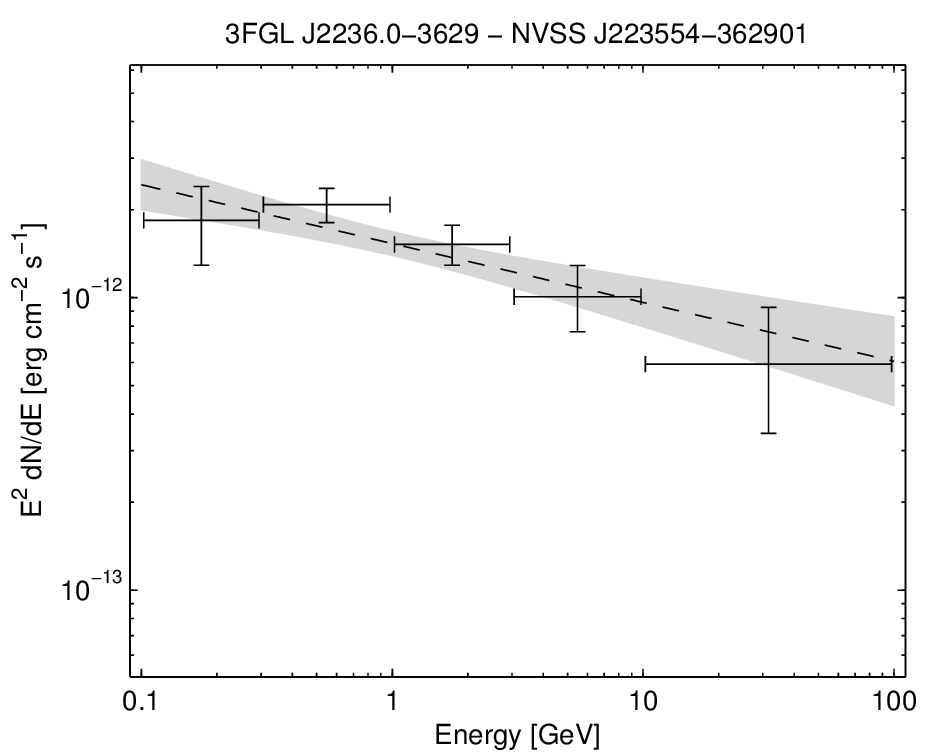 3FGL J2236.0−3629 − NVSS J223554−362901
E² dN/dE [erg cm⁻² s⁻¹]
10⁻¹²
10⁻¹³
0.1 1 10 100
Energy [GeV]